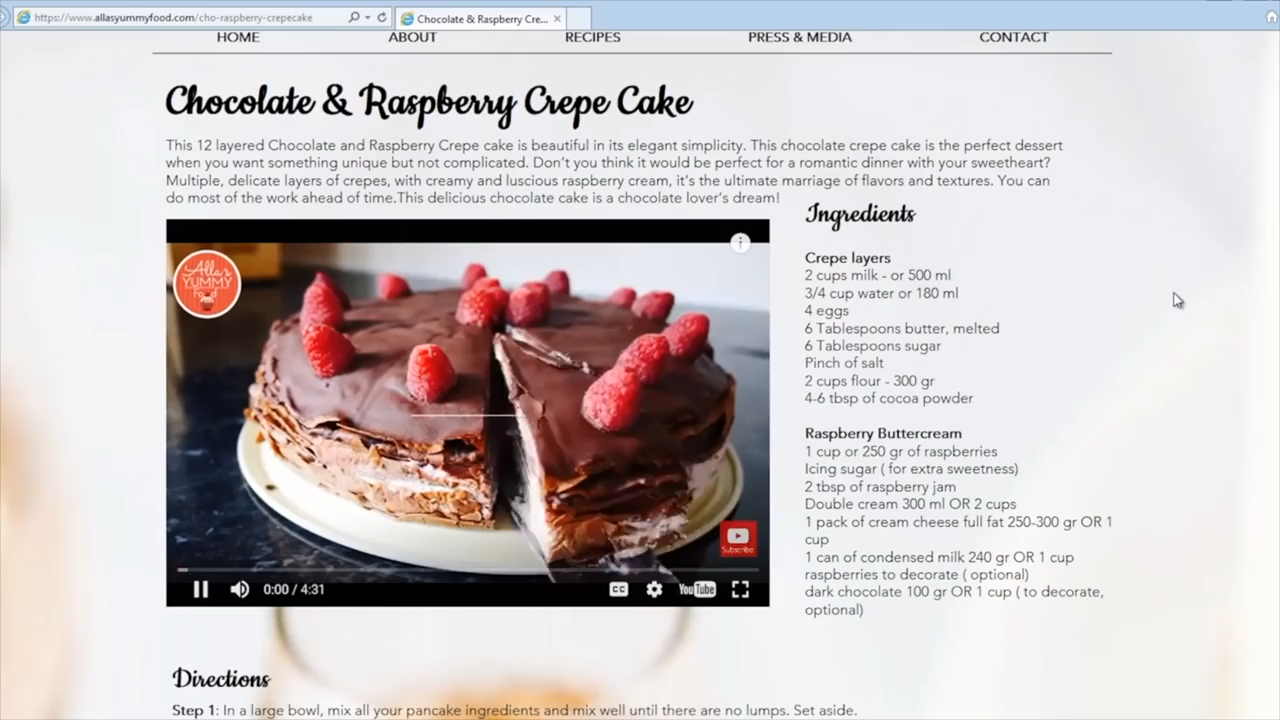 https://www.allasyummyfood.com/cho-raspberry-crepecake
Chocolate & Raspberry Cre...
HOME ABOUT RECIPES PRESS & MEDIA CONTACT
Chocolate & Raspberry Crepe Cake
This 12 layered Chocolate and Raspberry Crepe cake is beautiful in its elegant simplicity. This chocolate crepe cake is the perfect dessert
when you want something unique but not complicated. Don't you think it would be perfect for a romantic dinner with your sweetheart?
Multiple, delicate layers of crepes, with creamy and luscious raspberry cream, it's the ultimate marriage of flavors and textures. You can
do most of the work ahead of time.This delicious chocolate cake is a chocolate lover's dream!
Alla's
YUMMY
Food
Subscribe
0:00 / 4:31
CC
YouTube
Ingredients
Crepe layers
2 cups milk - or 500 ml
3/4 cup water or 180 ml
4 eggs
6 Tablespoons butter, melted
6 Tablespoons sugar
Pinch of salt
2 cups flour - 300 gr
4-6 tbsp of cocoa powder
Raspberry Buttercream
1 cup or 250 gr of raspberries
Icing sugar ( for extra sweetness)
2 tbsp of raspberry jam
Double cream 300 ml OR 2 cups
1 pack of cream cheese full fat 250-300 gr OR 1
cup
1 can of condensed milk 240 gr OR 1 cup
raspberries to decorate ( optional)
dark chocolate 100 gr OR 1 cup ( to decorate,
optional)
Directions
Step 1: In a large bowl, mix all your pancake ingredients and mix well until there are no lumps. Set aside.